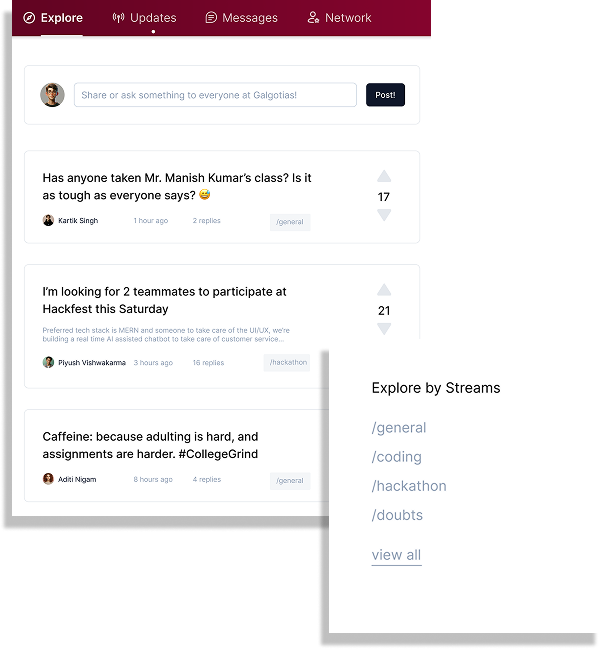 Explore
Updates
Messages
Network
Share or ask something to everyone at Galgotias!
Post!
Has anyone taken Mr. Manish Kumar’s class? Is it
as tough as everyone says? 😅
17
Kartik Singh
1 hour ago
2 replies
/general
I’m looking for 2 teammates to participate at
Hackfest this Saturday
21
Preferred tech stack is MERN and someone to take care of the UI/UX, we’re
building a real time AI assisted chatbot to take care of customer service...
Piyush Vishwakarma
3 hours ago
16 replies
/hackathon
Caffeine: because adulting is hard, and
assignments are harder. #CollegeGrind
Aditi Nigam
8 hours ago
4 replies
/general
Explore by Streams
/general
/coding
/hackathon
/doubts
view all